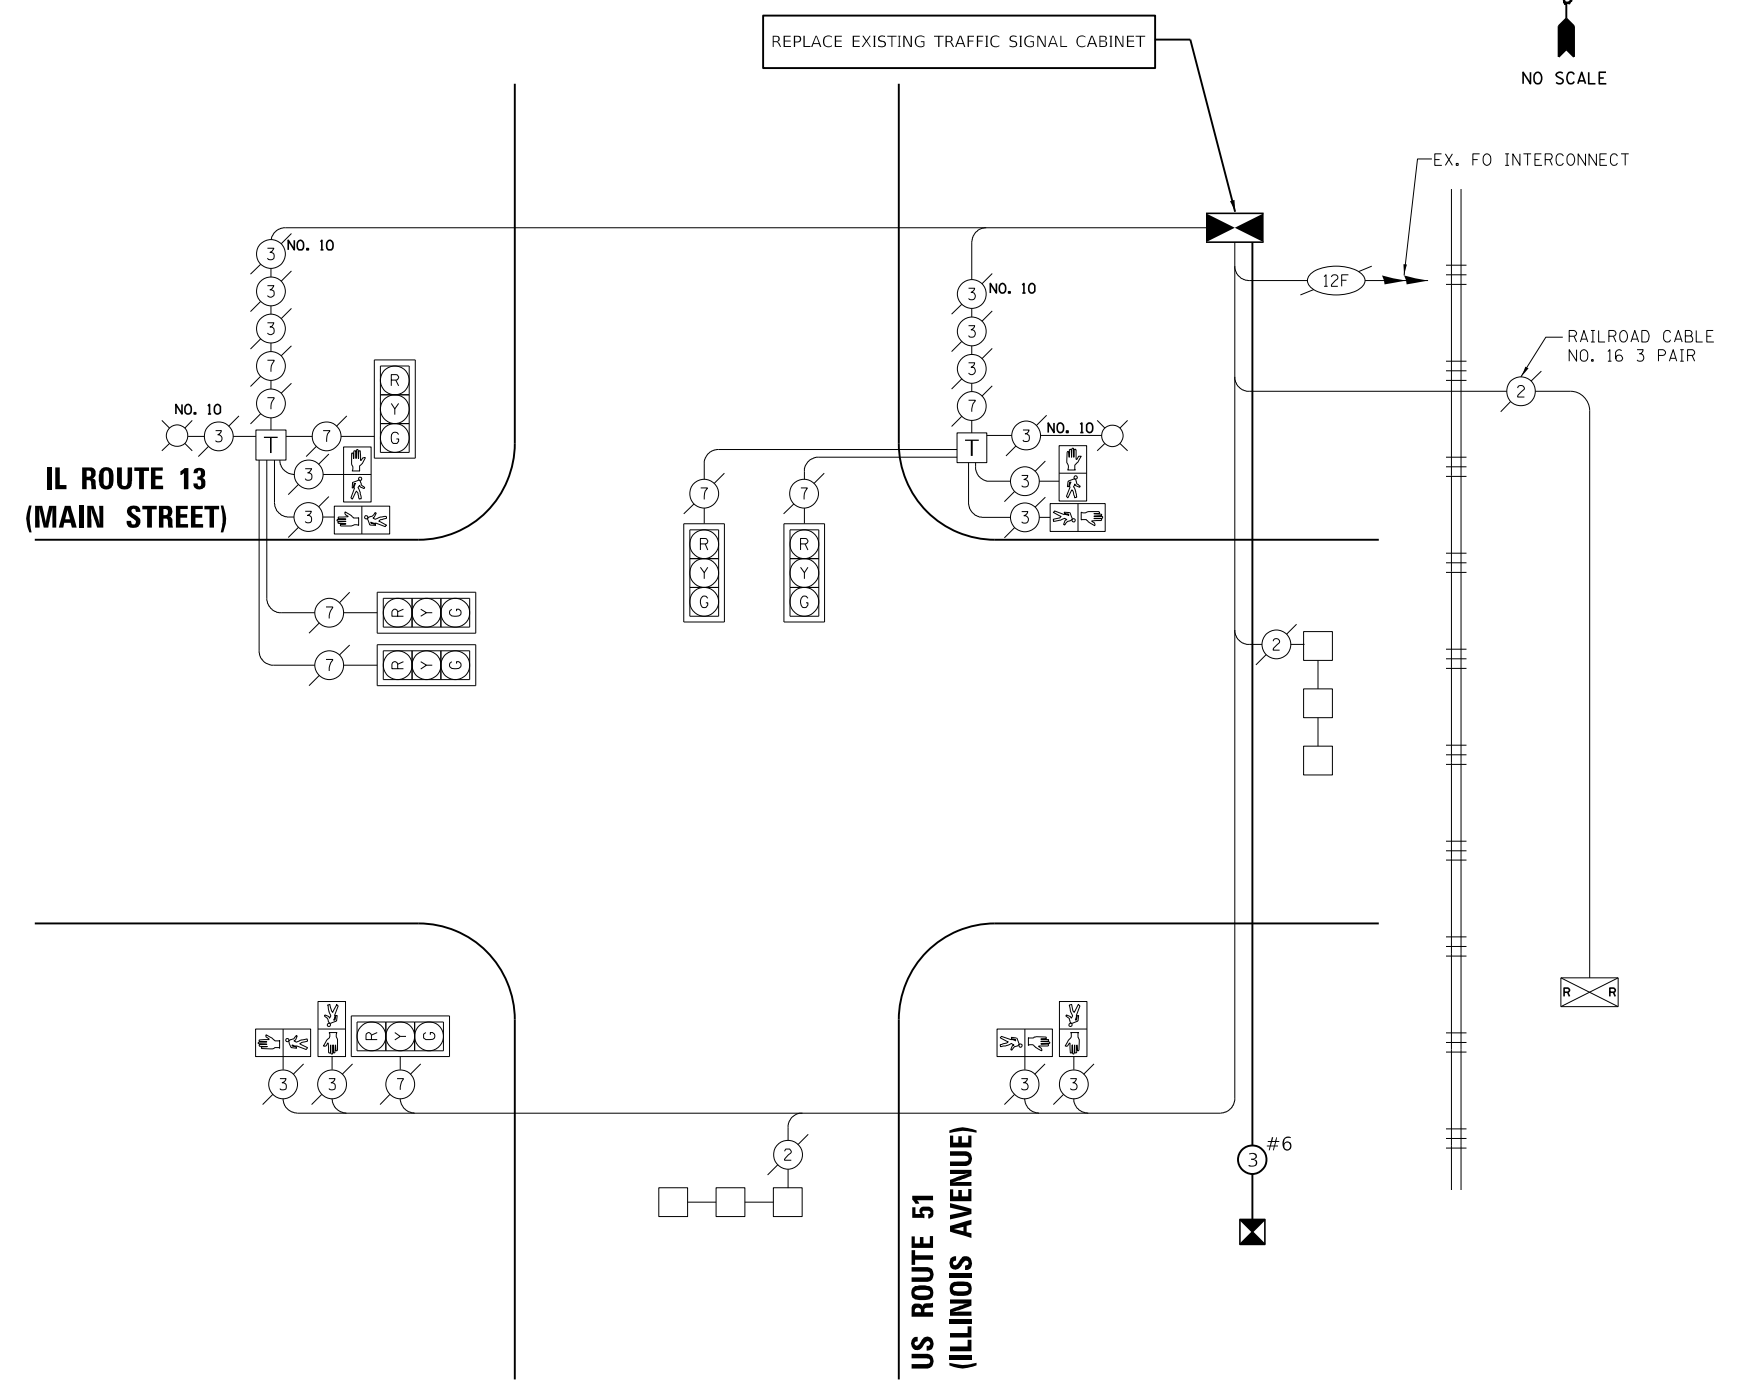 REPLACE EXISTING TRAFFIC SIGNAL CABINET
NO SCALE
EX. FO INTERCONNECT
3 NO. 10
3
3
7
7
3 NO. 10
3
3
7
12F
RAILROAD CABLE
NO. 16 3 PAIR
2
NO. 10
3
T
7
R
Y
G
3
3
IL ROUTE 13
(MAIN STREET)
T
3
NO. 10
3
3
7
7
R
Y
G
R
Y
G
7
R Y G
7
R Y G
2
R R
R Y G
3
3
7
3
3
2
3 #6
US ROUTE 51
(ILLINOIS AVENUE)